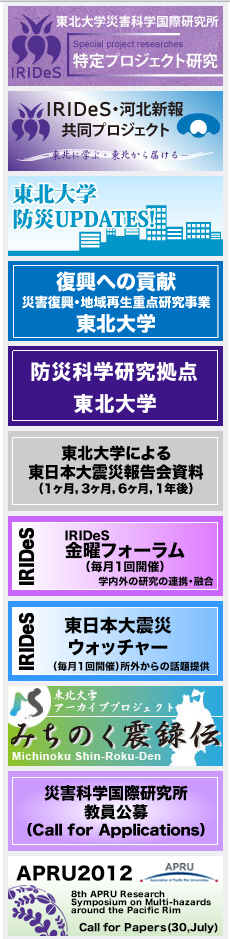 東北大学災害科学国際研究所
Special project researches
特定プロジェクト研究
IRIDeS
IRIDeS・河北新報
共同プロジェクト
－東北に学ぶ・東北から届ける－
東北大学
防災UPDATES!
復興への貢献
災害復興・地域再生重点研究事業
東北大学
防災科学研究拠点
東北大学
東北大学による
東日本大震災報告会資料
（1ヶ月，3ヶ月，6ヶ月，1年後）
IRIDeS
IRIDeS
金曜フォーラム
（毎月1回開催）
学内外の研究の連携・融合
IRIDeS
東日本大震災
ウォッチャー
（毎月1回開催）所外からの話題提供
東北大学
アーカイブプロジェクト
みちのく震録伝
Michinoku Shin-Roku-Den
災害科学国際研究所
教員公募
（Call for Applications）
APRU2012
APRU
Association of Pacific Rim Universities
8th APRU Research
Symposium on Multi-hazards
around the Pacific Rim
Call for Papers(30,July)